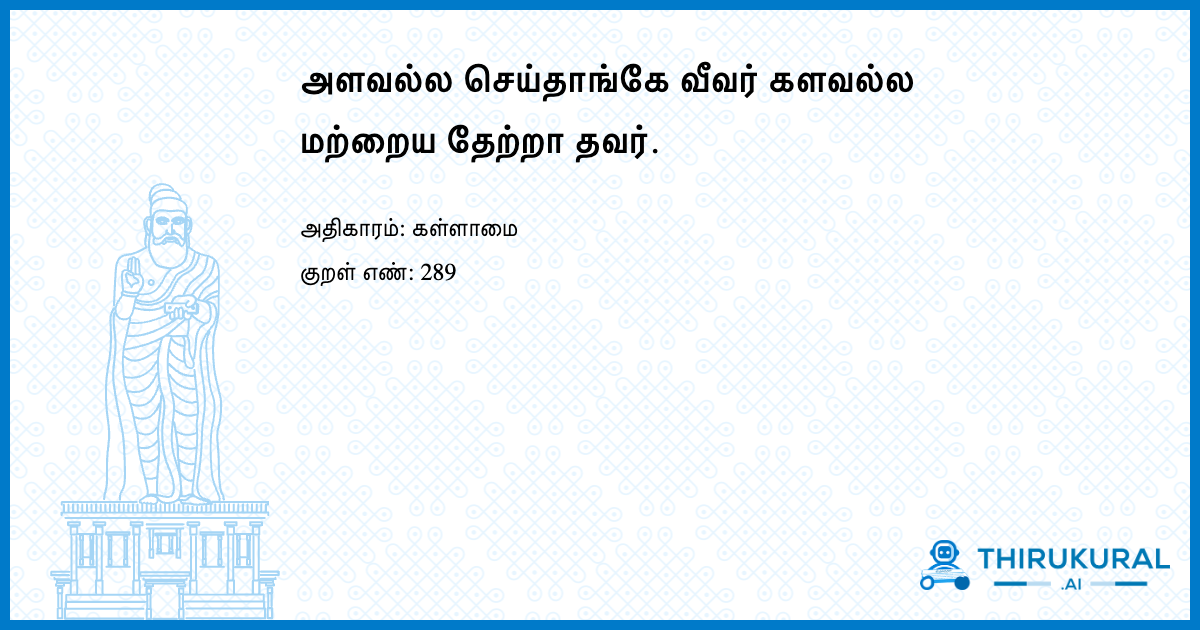 அளவல்ல செய்தாங்கே வீவர் களவல்ல
மற்றைய தேற்றா தவர்.
அதிகாரம்: கள்ளாமை
குறள் எண்: 289
THIRUKURAL
.AI